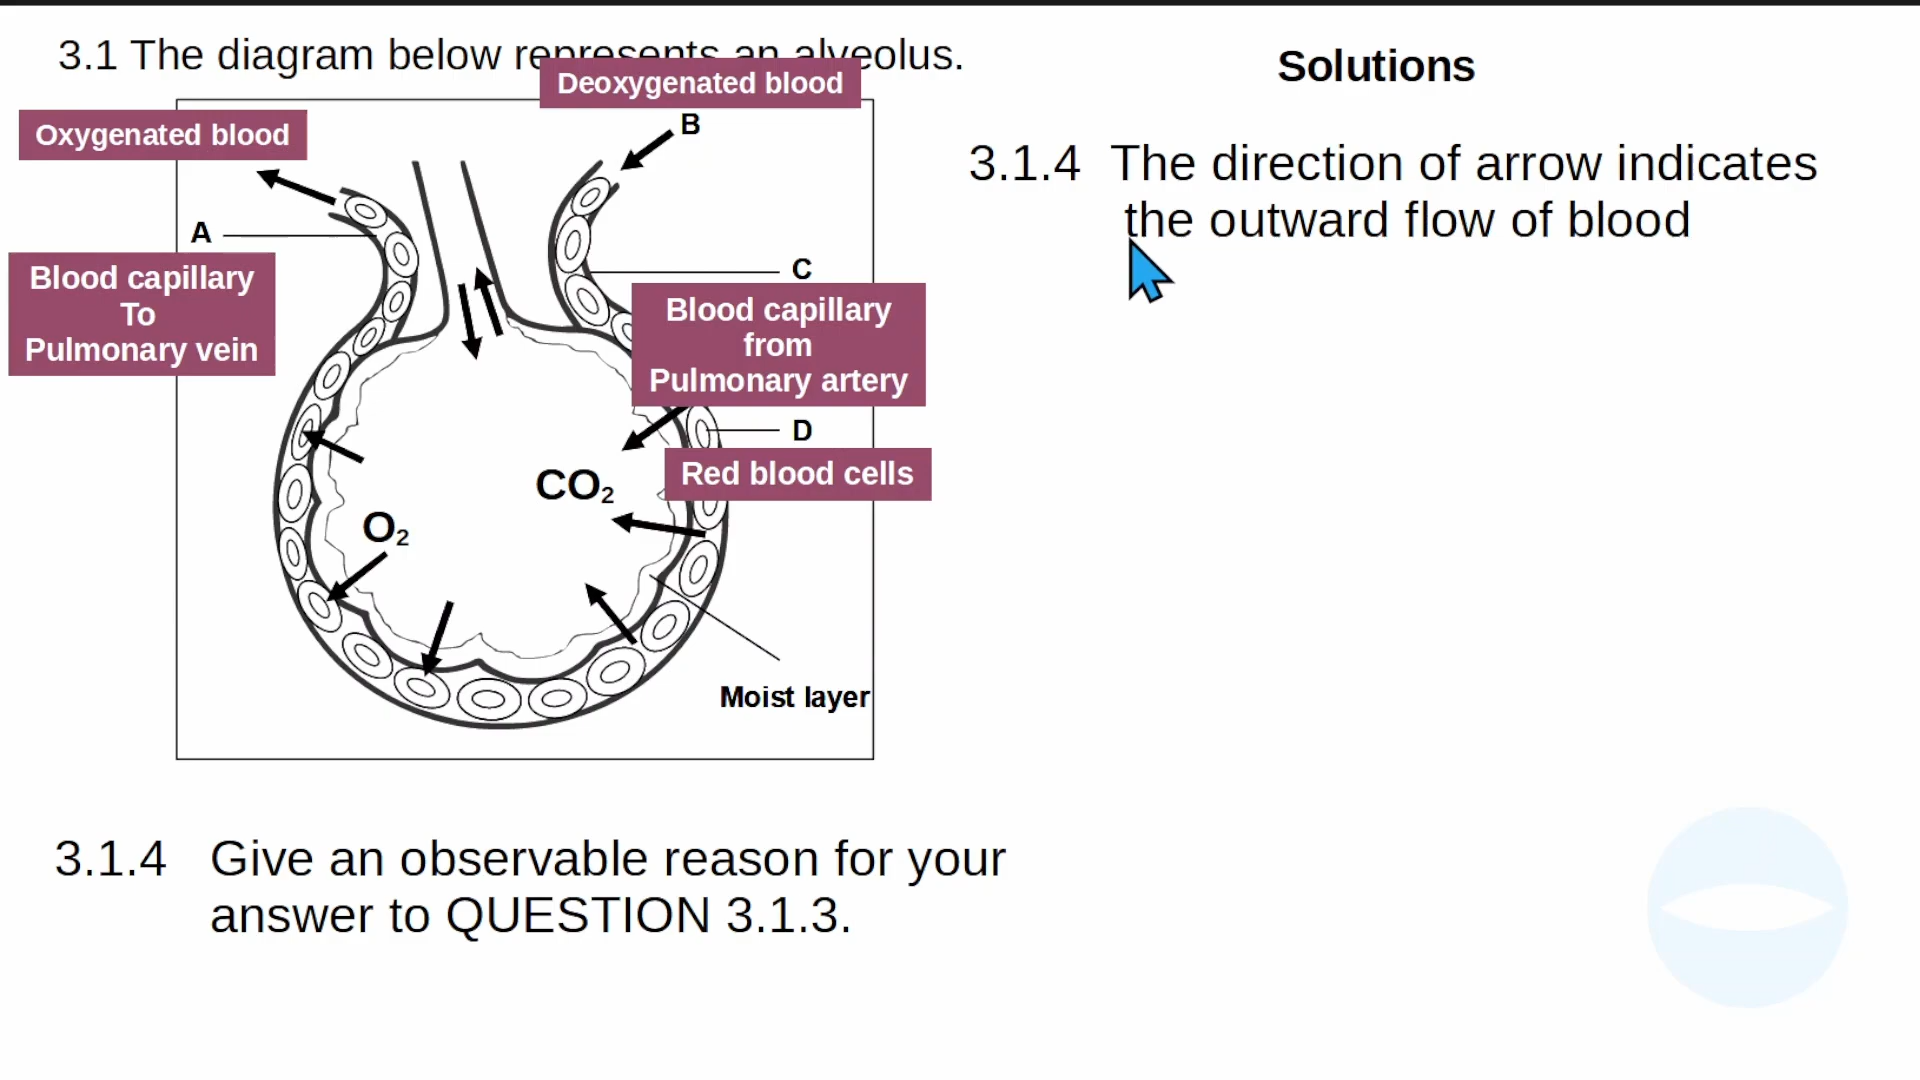 3.1 The diagram below represents an alveolus.
Solutions
Deoxygenated blood
Oxygenated blood
B
3.1.4 The direction of arrow indicates
the outward flow of blood
A
C
Blood capillary
To
Pulmonary vein
Blood capillary
from
Pulmonary artery
D
Red blood cells
CO₂
O₂
Moist layer
3.1.4 Give an observable reason for your
answer to QUESTION 3.1.3.